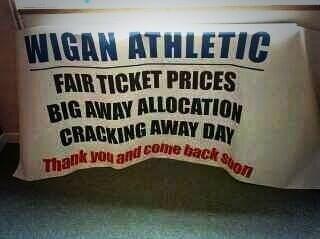 WIGAN ATHLETIC
FAIR TICKET PRICES
BIG AWAY ALLOCATION
CRACKING AWAY DAY
Thank you and come back soon